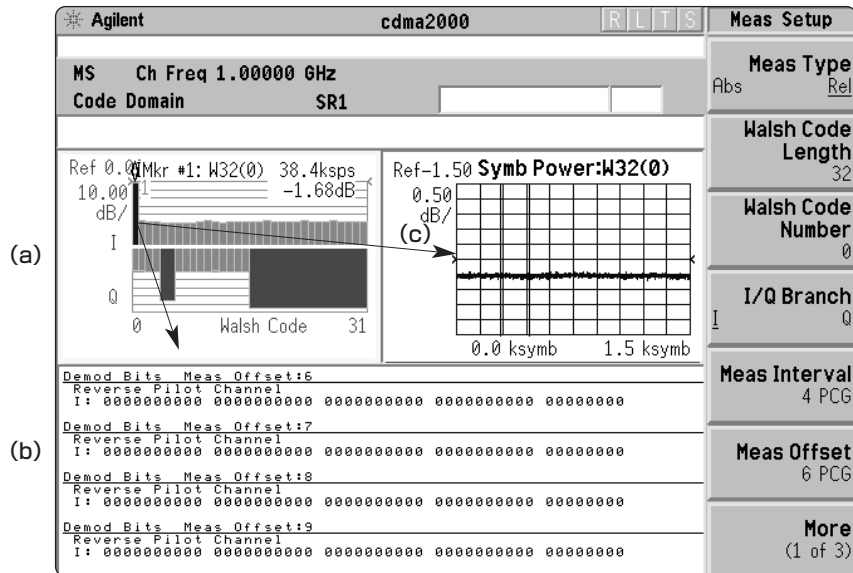 Agilent cdma2000 R L T S Meas Setup
MS Ch Freq 1.00000 GHz
Code Domain SR1
Meas Type
Abs Rel
Walsh Code
Length
32
Walsh Code
Number
0
I/Q Branch
I Q
Meas Interval
4 PCG
Meas Offset
6 PCG
More
(1 of 3)
(a)
Ref 0.0 Mkr #1: W32(0) 38.4ksps
10.00 1 -1.68dB
dB/
I
Q
0 Walsh Code 31
(c)
Ref-1.50 Symb Power:W32(0)
0.50
dB/
0.0 ksymb 1.5 ksymb
(b)
Demod Bits Meas Offset:6
Reverse Pilot Channel
I: 0000000000 0000000000 0000000000 0000000000 00000000
Demod Bits Meas Offset:7
Reverse Pilot Channel
I: 0000000000 0000000000 0000000000 0000000000 00000000
Demod Bits Meas Offset:8
Reverse Pilot Channel
I: 0000000000 0000000000 0000000000 0000000000 00000000
Demod Bits Meas Offset:9
Reverse Pilot Channel
I: 0000000000 0000000000 0000000000 0000000000 00000000